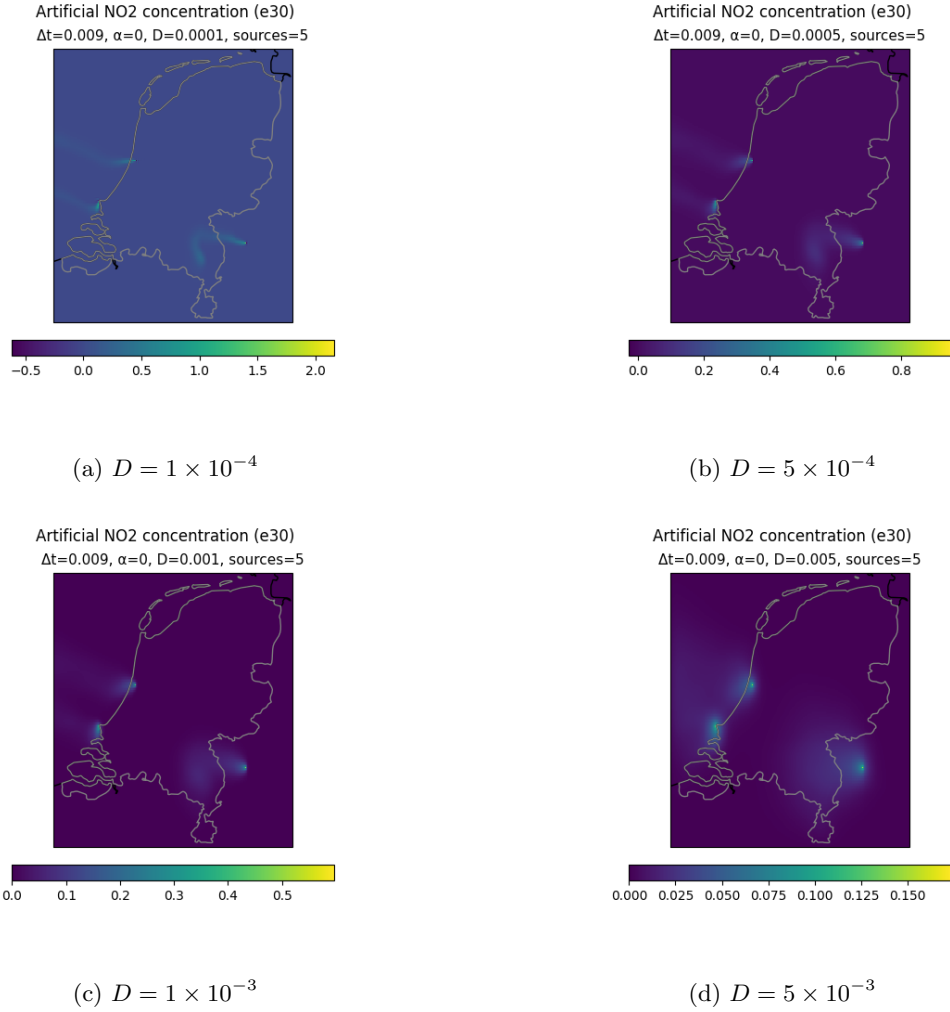 Artificial NO2 concentration (e30)
Δt=0.009, α=0, D=0.0001, sources=5
−0.5 0.0 0.5 1.0 1.5 2.0
(a) D = 1 × 10−4
Artificial NO2 concentration (e30)
Δt=0.009, α=0, D=0.0005, sources=5
0.0 0.2 0.4 0.6 0.8
(b) D = 5 × 10−4
Artificial NO2 concentration (e30)
Δt=0.009, α=0, D=0.001, sources=5
0.0 0.1 0.2 0.3 0.4 0.5
(c) D = 1 × 10−3
Artificial NO2 concentration (e30)
Δt=0.009, α=0, D=0.005, sources=5
0.000 0.025 0.050 0.075 0.100 0.125 0.150
(d) D = 5 × 10−3